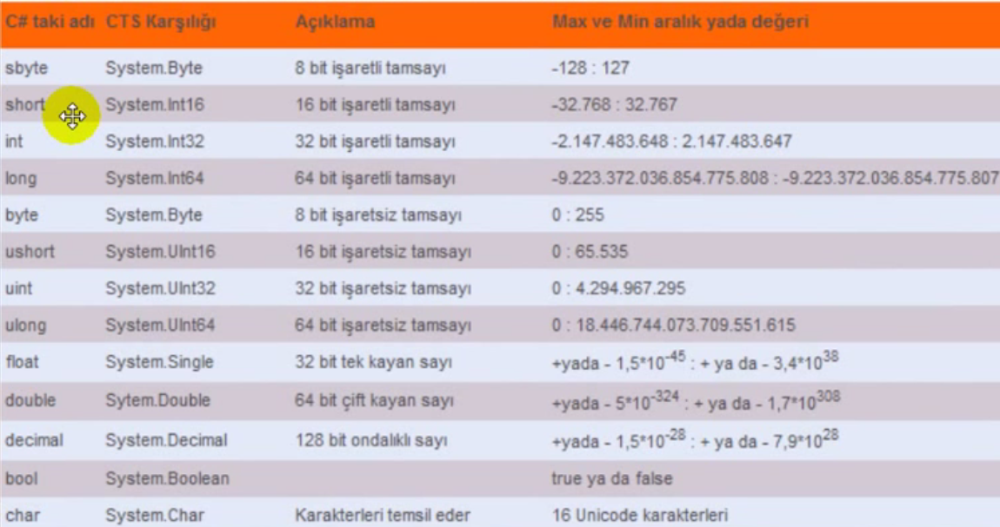 C# taki adı CTS Karşılığı Açıklama Max ve Min aralık yada değeri
sbyte System.Byte 8 bit işaretli tamsayı -128 : 127
short System.Int16 16 bit işaretli tamsayı -32.768 : 32.767
int System.Int32 32 bit işaretli tamsayı -2.147.483.648 : 2.147.483.647
long System.Int64 64 bit işaretli tamsayı -9.223.372.036.854.775.808 : -9.223.372.036.854.775.807
byte System.Byte 8 bit işaretsiz tamsayı 0 : 255
ushort System.UInt16 16 bit işaretsiz tamsayı 0 : 65.535
uint System.UInt32 32 bit işaretsiz tamsayı 0 : 4.294.967.295
ulong System.UInt64 64 bit işaretsiz tamsayı 0 : 18.446.744.073.709.551.615
float System.Single 32 bit tek kayan sayı +yada - 1,5*10^-45 : + ya da - 3,4*10^38
double Sytem.Double 64 bit çift kayan sayı +yada - 5*10^-324 : + ya da - 1,7*10^308
decimal System.Decimal 128 bit ondalıklı sayı +yada - 1,5*10^-28 : + ya da - 7,9*10^28
bool System.Boolean true ya da false
char System.Char Karakterleri temsil eder 16 Unicode karakterleri